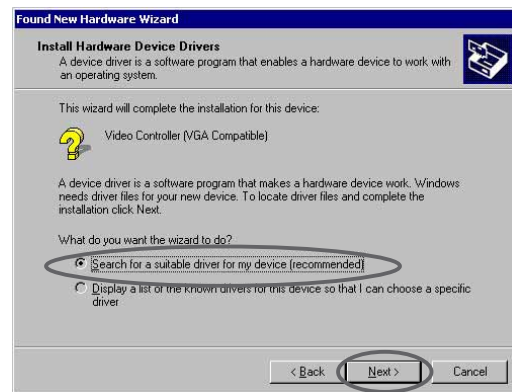 Found New Hardware Wizard
Install Hardware Device Drivers
A device driver is a software program that enables a hardware device to work with
an operating system.
This wizard will complete the installation for this device:
Video Controller (VGA Compatible)
A device driver is a software program that makes a hardware device work. Windows
needs driver files for your new device. To locate driver files and complete the
installation click Next.
What do you want the wizard to do?
Search for a suitable driver for my device (recommended)
Display a list of the known drivers for this device so that I can choose a specific
driver
< Back Next > Cancel